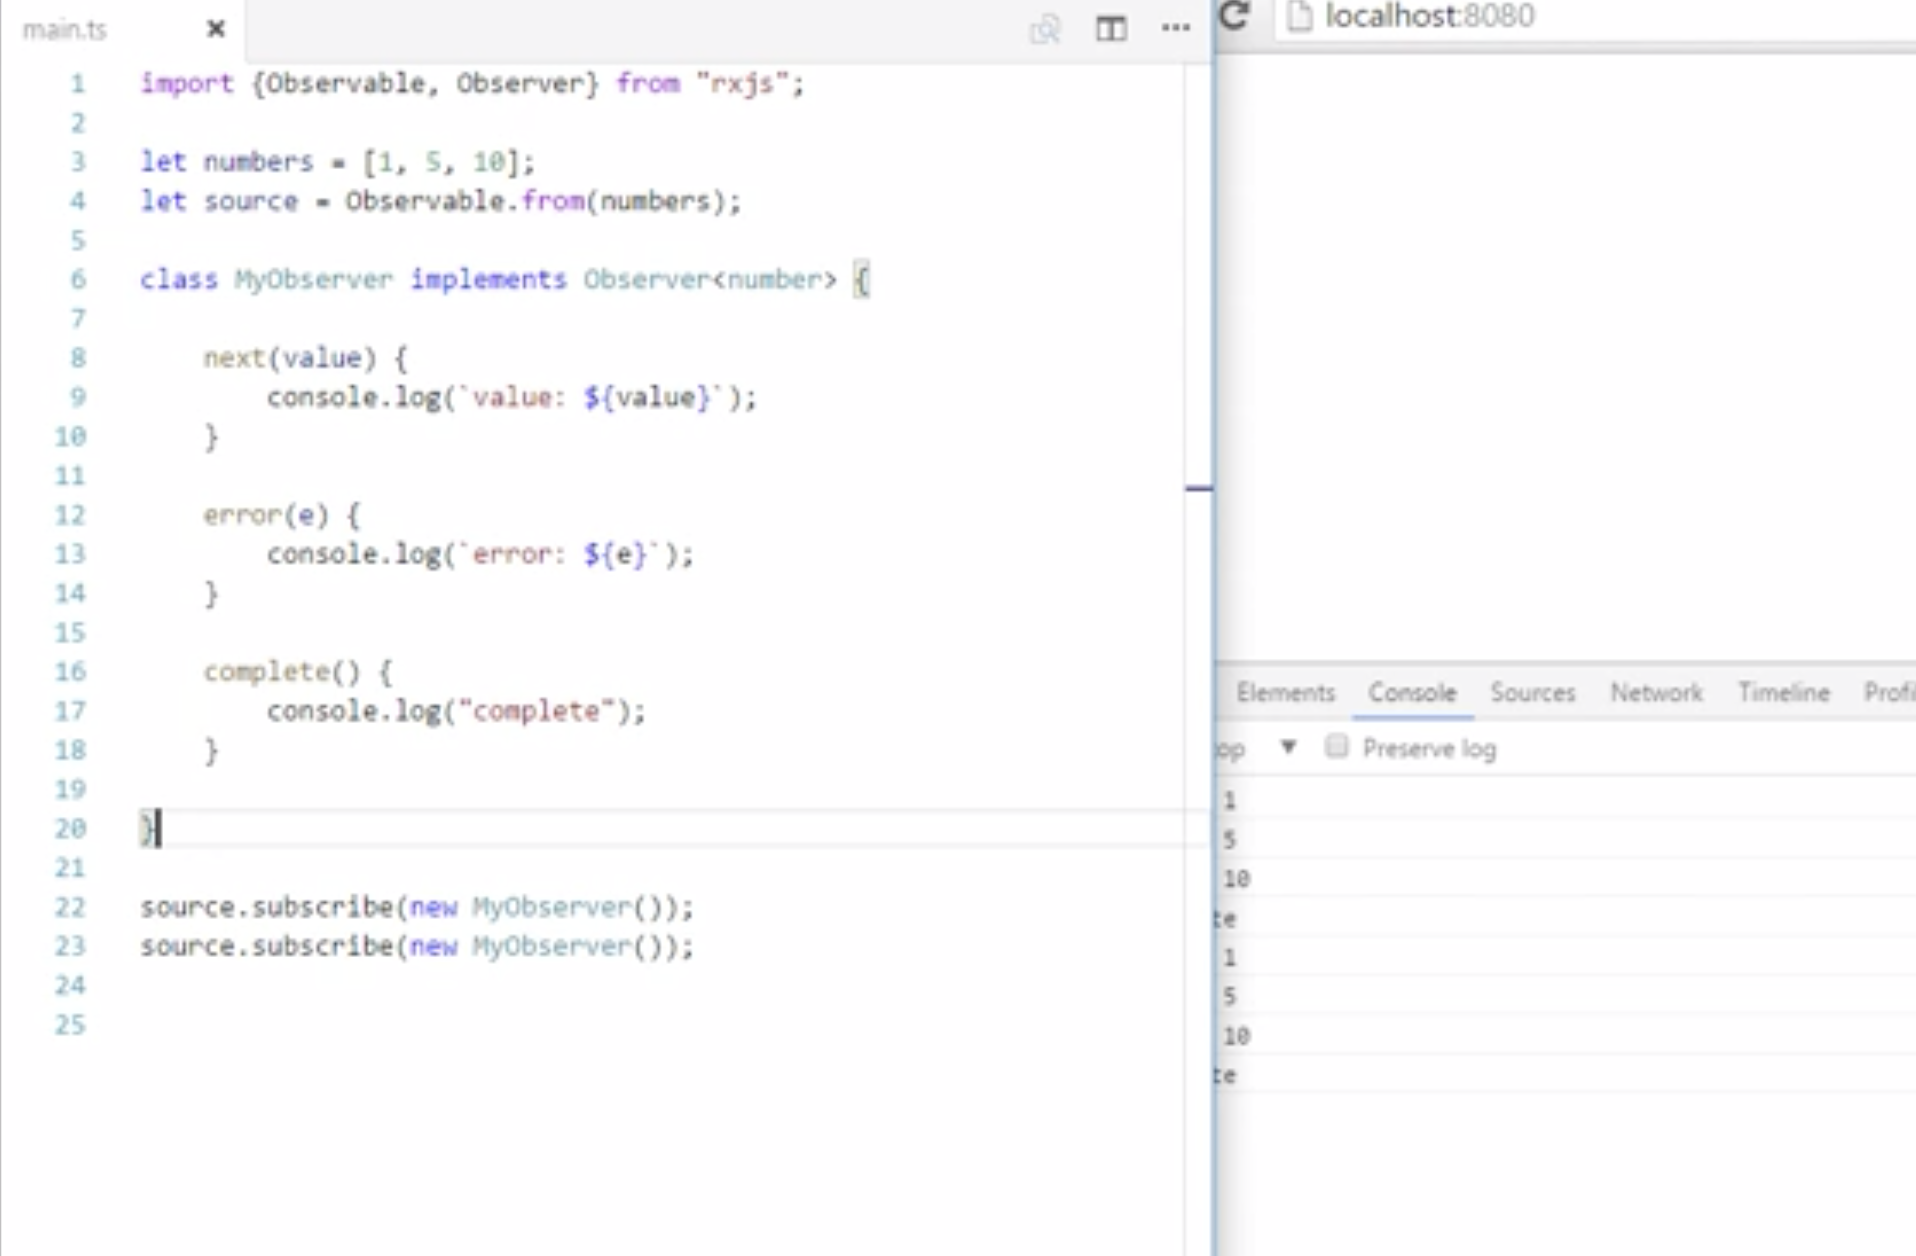 main.ts
1 import {Observable, Observer} from "rxjs";
2
3 let numbers = [1, 5, 10];
4 let source = Observable.from(numbers);
5
6 class MyObserver implements Observer<number> {
7
8 next(value) {
9 console.log(`value: ${value}`);
10 }
11
12 error(e) {
13 console.log(`error: ${e}`);
14 }
15
16 complete() {
17 console.log("complete");
18 }
19
20 }
21
22 source.subscribe(new MyObserver());
23 source.subscribe(new MyObserver());
24
25
localhost:8080
Elements Console Sources Network Timeline Profi
op ▼ Preserve log
1
5
10
te
1
5
10
te